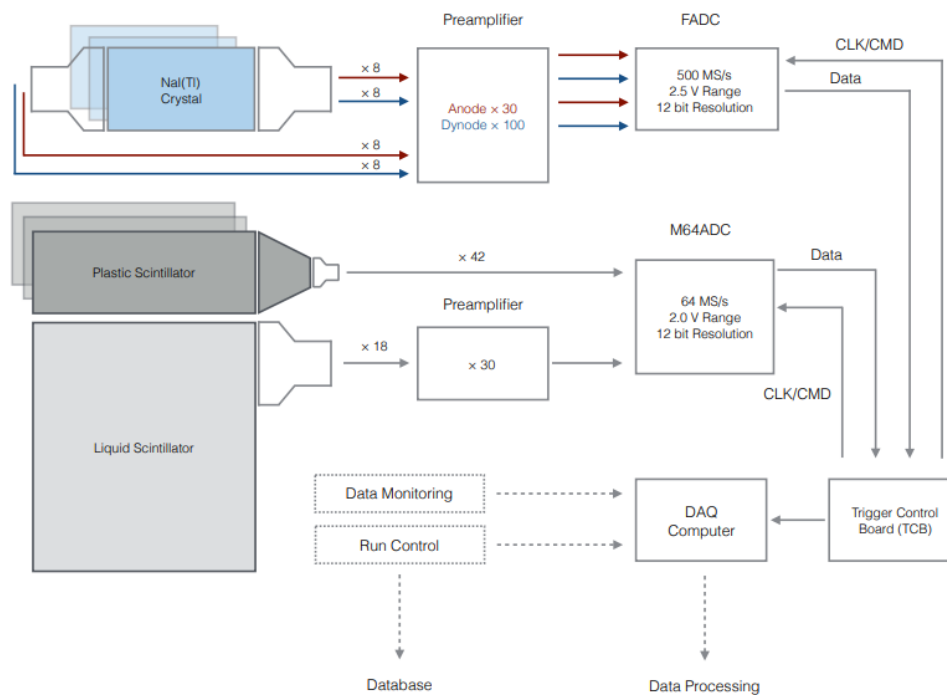 Preamplifier
FADC
NaI(Tl)
Crystal
× 8
× 8
× 8
× 8
Anode × 30
Dynode × 100
500 MS/s
2.5 V Range
12 bit Resolution
CLK/CMD
Data
Plastic Scintillator
× 42
M64ADC
64 MS/s
2.0 V Range
12 bit Resolution
Data
CLK/CMD
Preamplifier
× 18
× 30
Liquid Scintillator
Data Monitoring
Run Control
DAQ
Computer
Trigger Control
Board (TCB)
Database
Data Processing